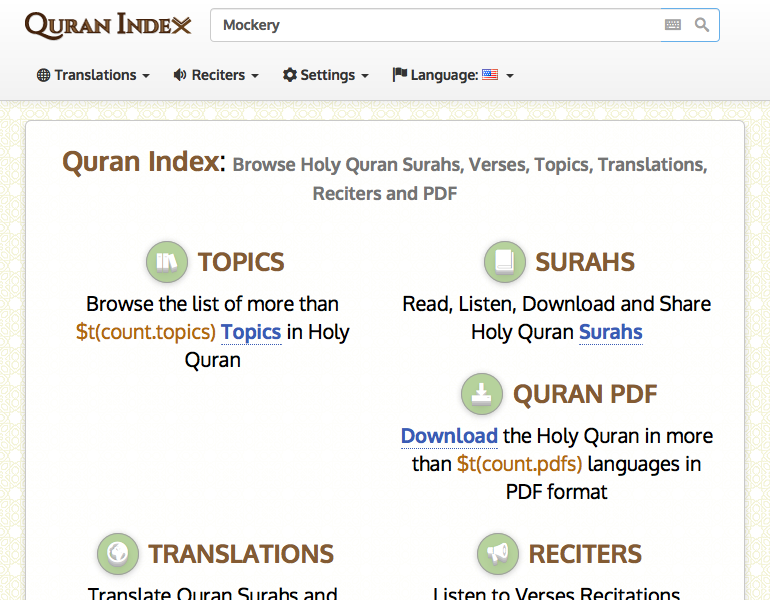 QURAN INDEX
Mockery
Translations
Reciters
Settings
Language:
Quran Index: Browse Holy Quran Surahs, Verses, Topics, Translations,
Reciters and PDF
TOPICS
Browse the list of more than
$t(count.topics) Topics in Holy
Quran
SURAHS
Read, Listen, Download and Share
Holy Quran Surahs
QURAN PDF
Download the Holy Quran in more
than $t(count.pdfs) languages in
PDF format
TRANSLATIONS
Translate Quran Surahs and
RECITERS
Listen to Verses Recitations